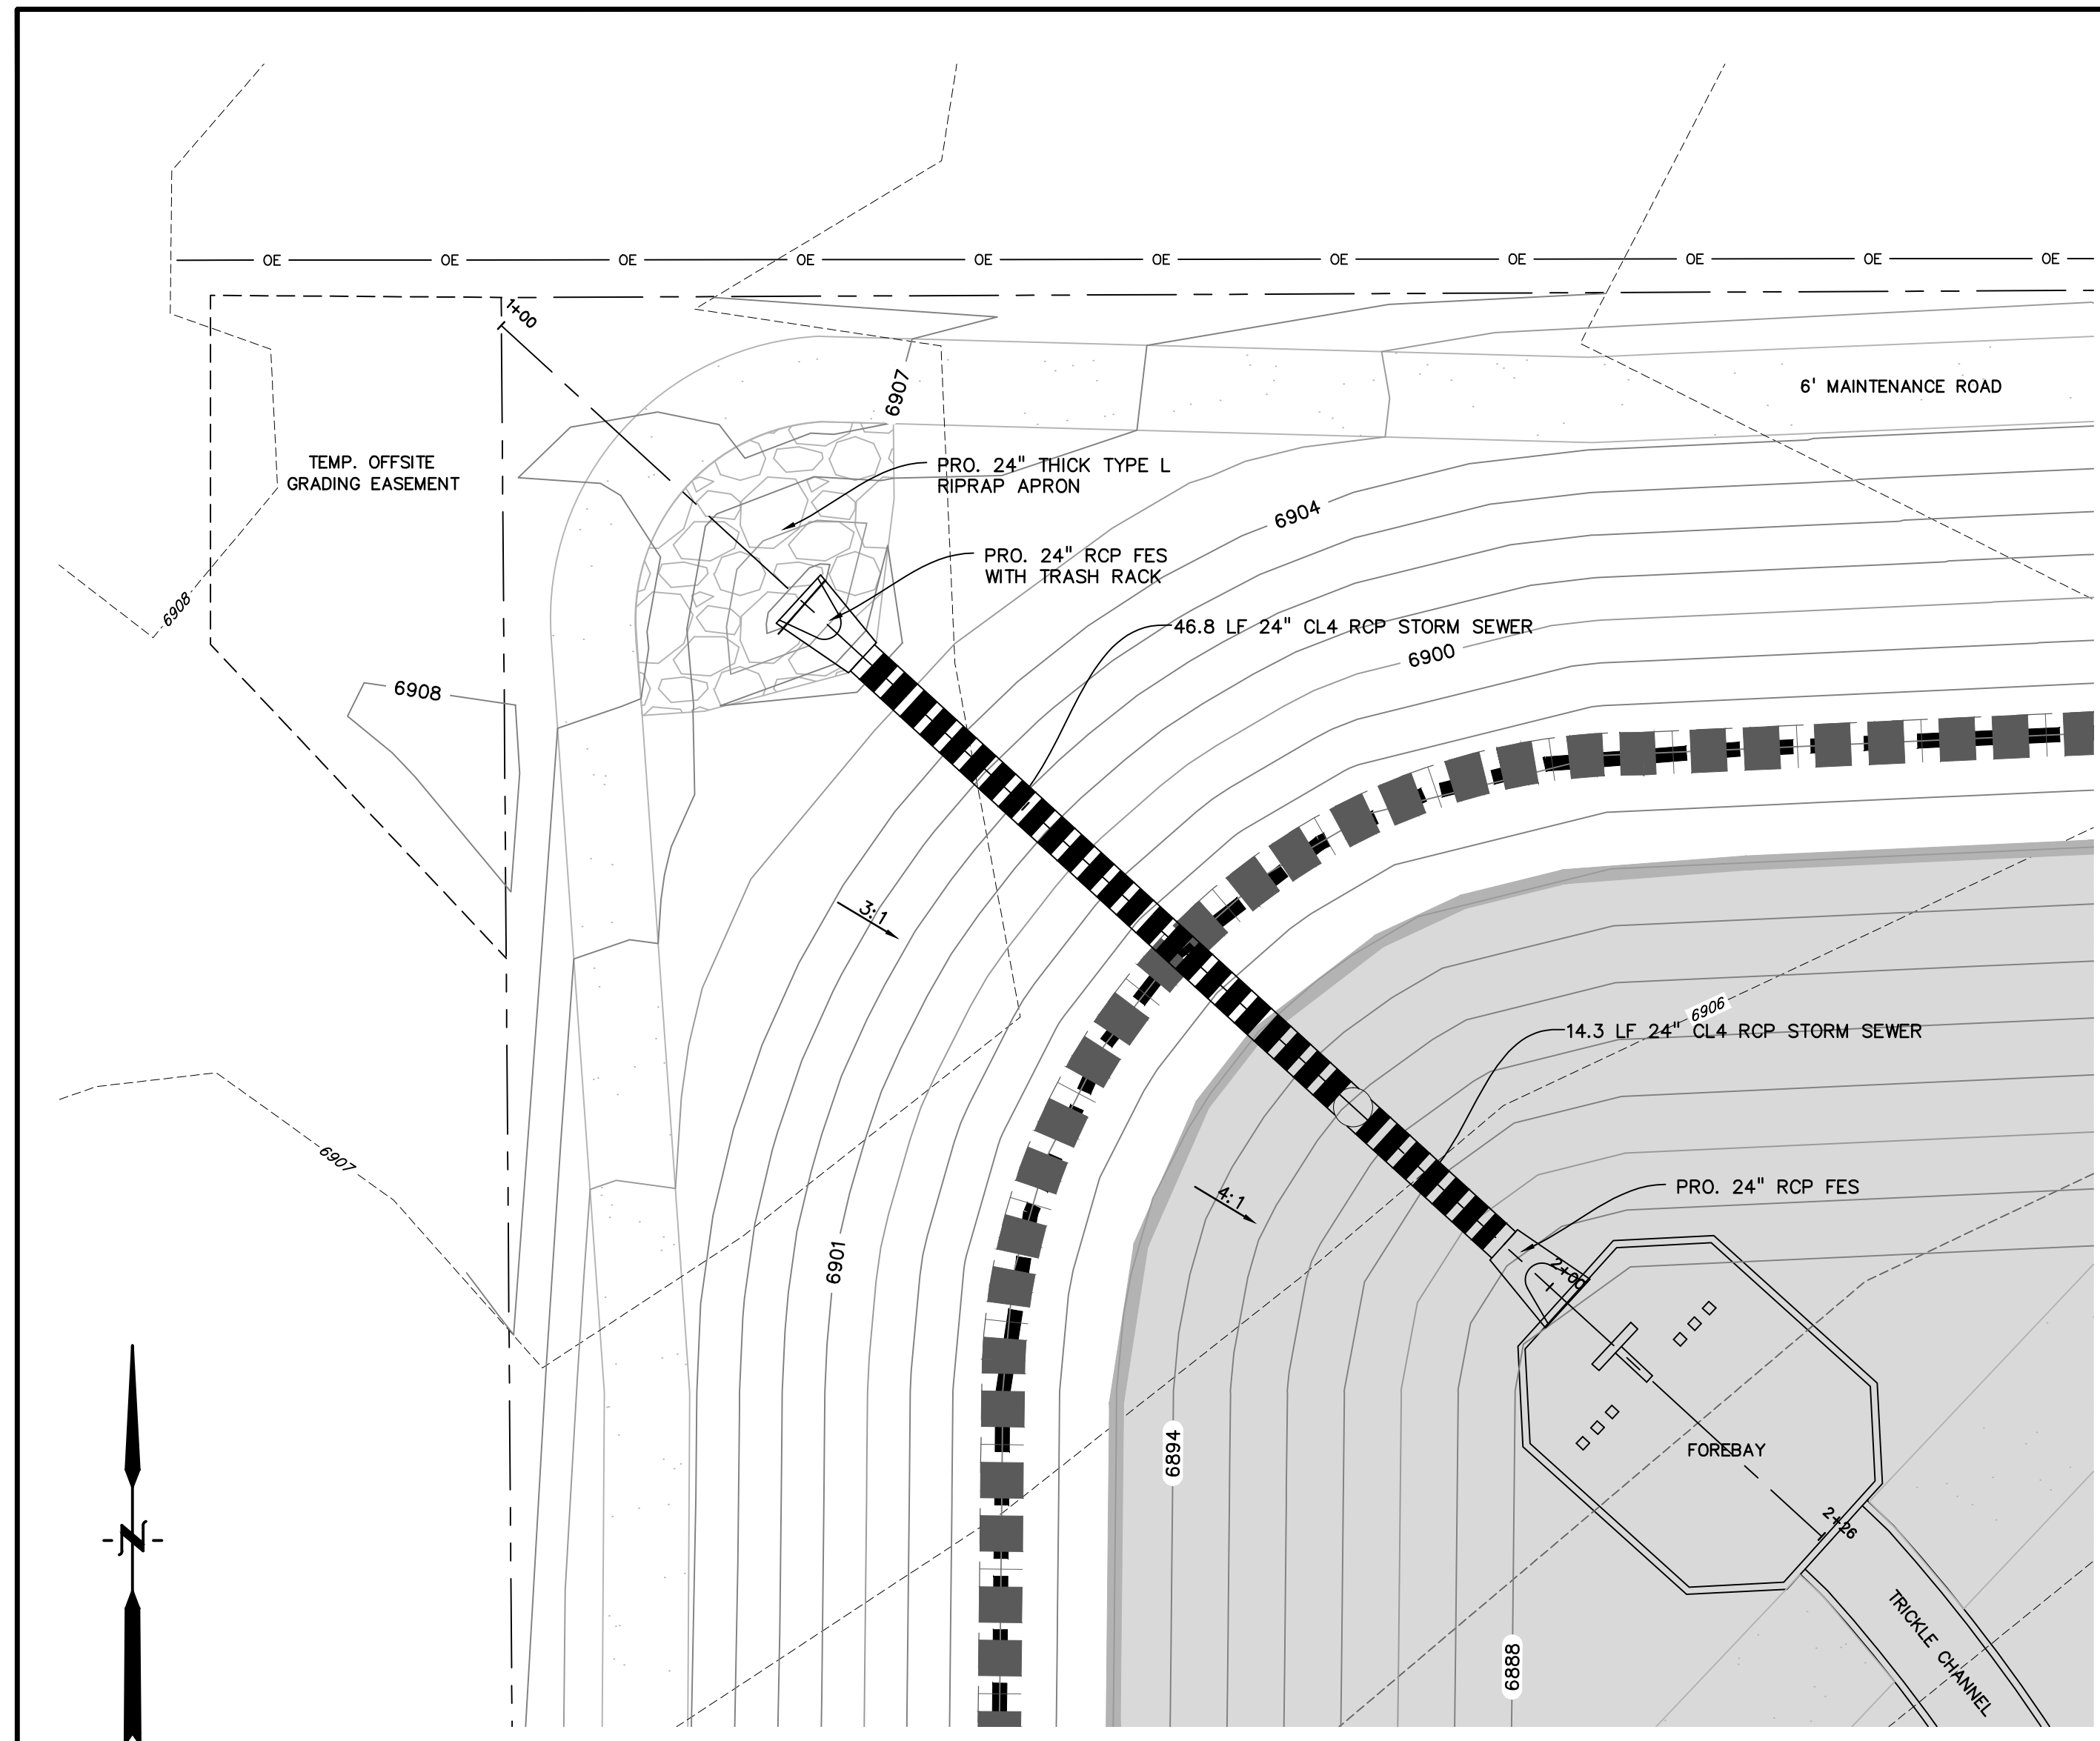 OE OE OE OE OE OE OE OE OE OE OE
1+00
6907
6' MAINTENANCE ROAD
TEMP. OFFSITE
GRADING EASEMENT
PRO. 24" THICK TYPE L
RIPRAP APRON
6904
PRO. 24" RCP FES
WITH TRASH RACK
6908
46.8 LF 24" CL4 RCP STORM SEWER
6900
6908
3:1
6906
14.3 LF 24" CL4 RCP STORM SEWER
6907
4:1
PRO. 24" RCP FES
6901
2+00
6894
FOREBAY
2+26
N
6888
TRICKLE CHANNEL